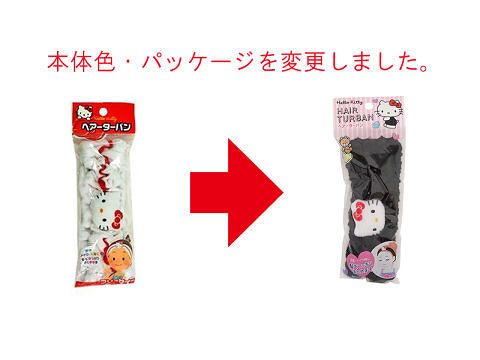 本体色・パッケージを変更しました。
Hello Kitty
ヘアーターバン
Hello Kitty
HAIR
TURBAN
ヘアーターバン